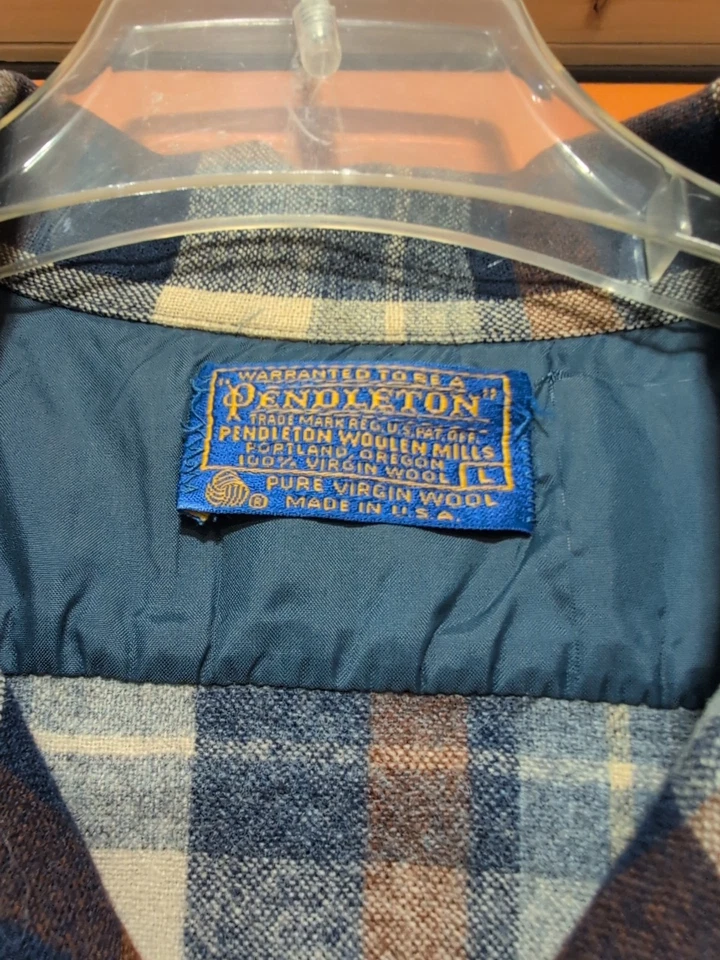 "WARRANTED TO BE A
"PENDLETON"
TRADE MARK REG. U.S. PAT. OFF.
PENDLETON WOOLEN MILLS
PORTLAND, OREGON
100% VIRGIN WOOL L
PURE VIRGIN WOOL
® MADE IN U.S.A.